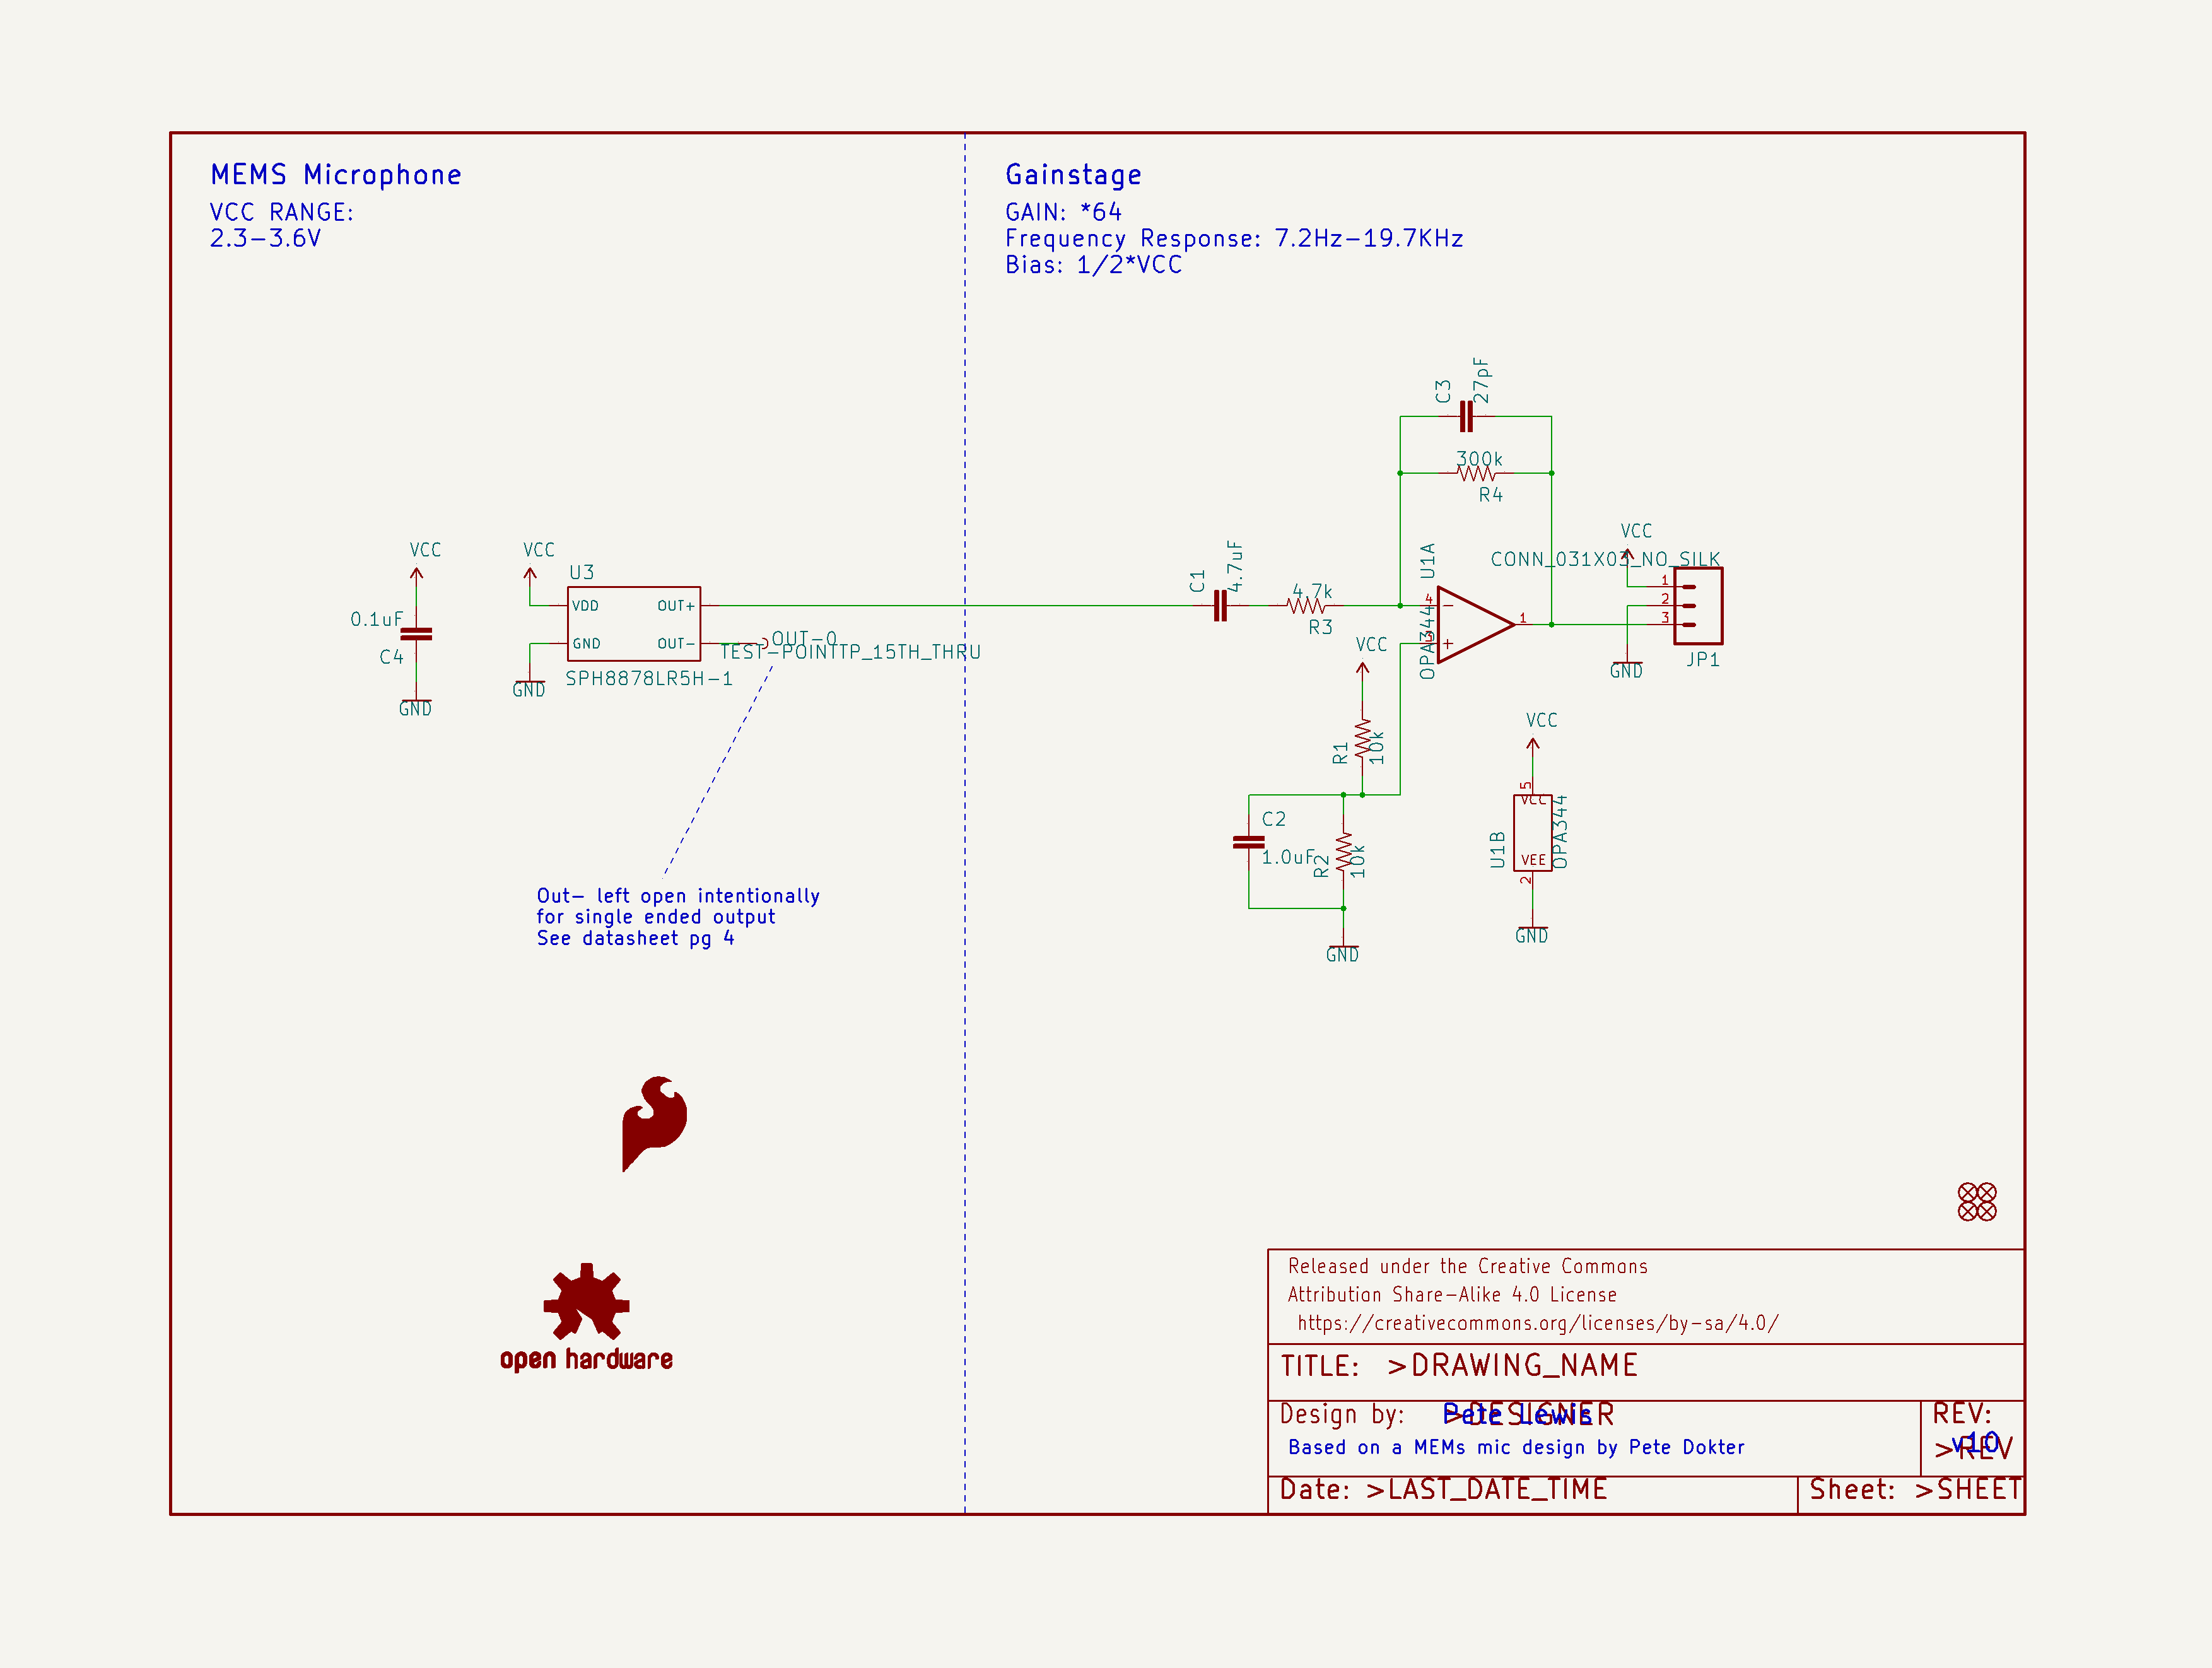 MEMS Microphone
VCC RANGE:
2.3-3.6V
Gainstage
GAIN: *64
Frequency Response: 7.2Hz-19.7KHz
Bias: 1/2*VCC
VCC
0.1uF
C4
GND
VCC
U3
VDD
GND
OUT+
OUT-
SPH8878LR5H-1
GND
OUT-0
TEST-POINTTP_15TH_THRU
Out- left open intentionally
for single ended output
See datasheet pg 4
C1
4.7uF
4.7k
R3
C3
27pF
300k
R4
U1A
OPA344
4
3
1
VCC
R1
10k
C2
1.0uF
R2
10k
GND
VCC
CONN_031X03_NO_SILK
1
2
3
JP1
GND
VCC
5
VCC
U1B
OPA344
VEE
2
GND
open hardware
Released under the Creative Commons
Attribution Share-Alike 4.0 License
https://creativecommons.org/licenses/by-sa/4.0/
TITLE: >DRAWING_NAME
Design by: >DESIGNER
Pete Lewis
Based on a MEMs mic design by Pete Dokter
REV:
>REV
v10
Date: >LAST_DATE_TIME
Sheet: >SHEET